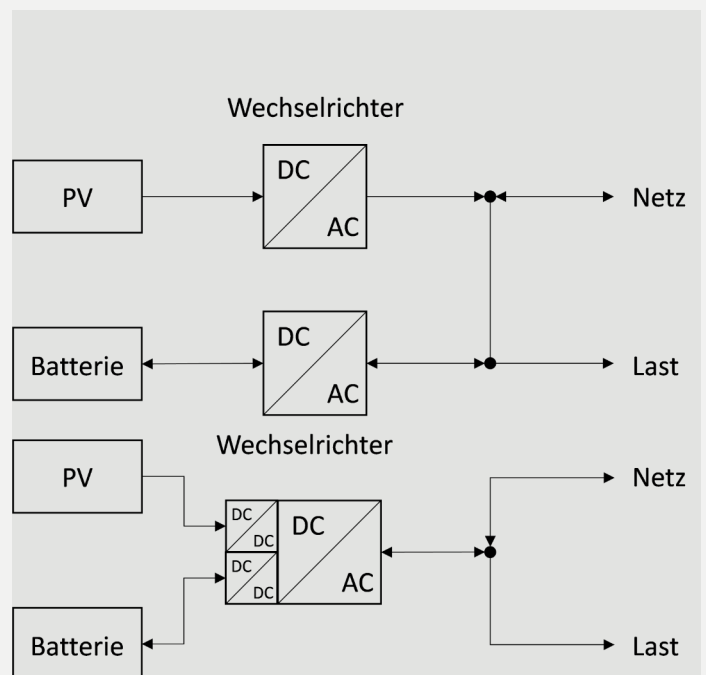 Wechselrichter
PV
DC
AC
Netz
Batterie
DC
AC
Last
Wechselrichter
PV
Netz
DC
DC
DC
AC
DC
DC
Batterie
Last